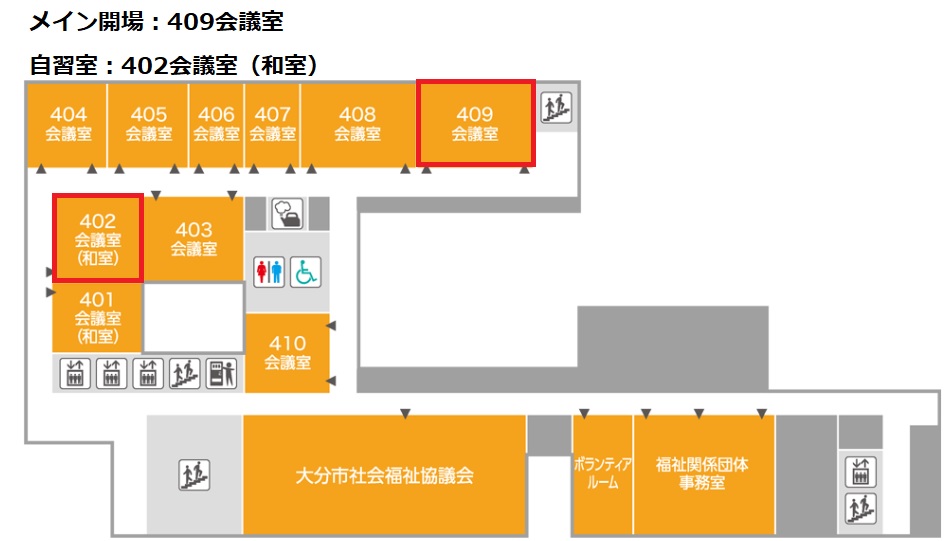 メイン開場：409会議室
自習室：402会議室（和室）
404
会議室
405
会議室
406
会議室
407
会議室
408
会議室
409
会議室
402
会議室
(和室)
403
会議室
401
会議室
(和室)
410
会議室
大分市社会福祉協議会
ボランティア
ルーム
福祉関係団体
事務室